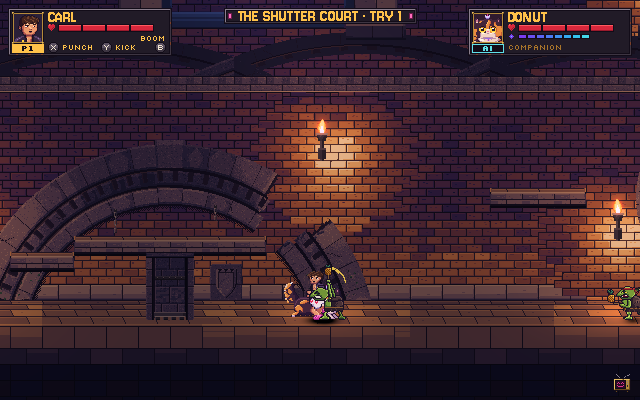 CARL
BOOM
P1 X PUNCH Y KICK B
THE SHUTTER COURT · TRY 1
DONUT
AI COMPANION